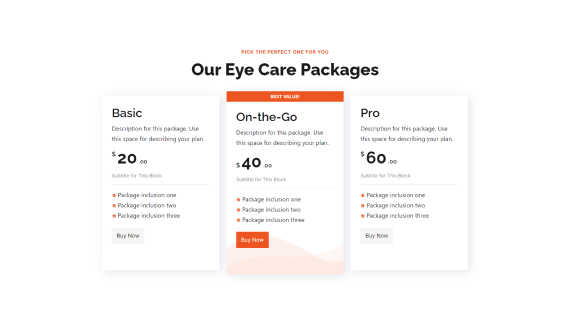 PICK THE PERFECT ONE FOR YOU
Our Eye Care Packages
Basic
Description for this package. Use
this space for describing your plan.
$20.00
Subtitle for This Block
Package inclusion one
Package inclusion two
Package inclusion three
Buy Now
BEST VALUE!
On-the-Go
Description for this package. Use
this space for describing your plan.
$40.00
Subtitle for This Block
Package inclusion one
Package inclusion two
Package inclusion three
Buy Now
Pro
Description for this package. Use
this space for describing your plan.
$60.00
Subtitle for This Block
Package inclusion one
Package inclusion two
Package inclusion three
Buy Now